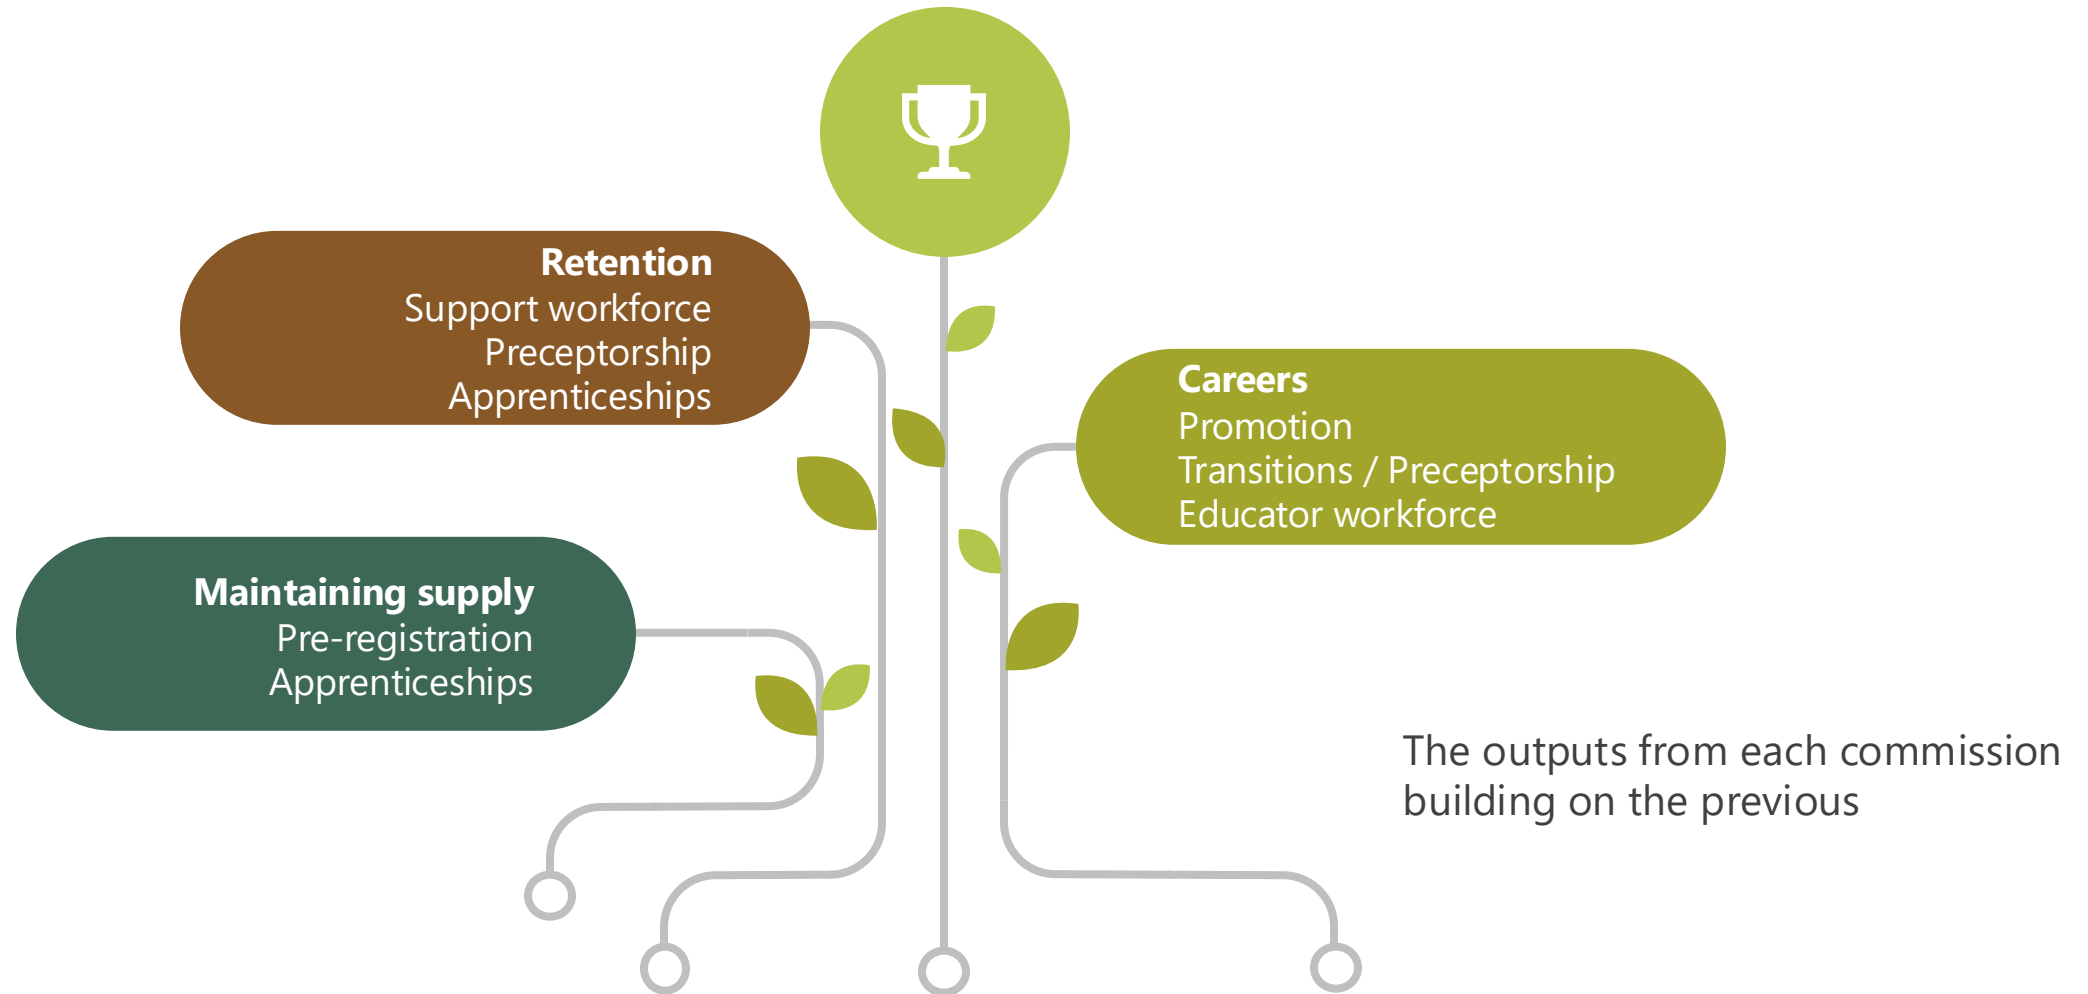 Retention
Support workforce
Preceptorship
Apprenticeships
Careers
Promotion
Transitions / Preceptorship
Educator workforce
Maintaining supply
Pre-registration
Apprenticeships
The outputs from each commission
building on the previous